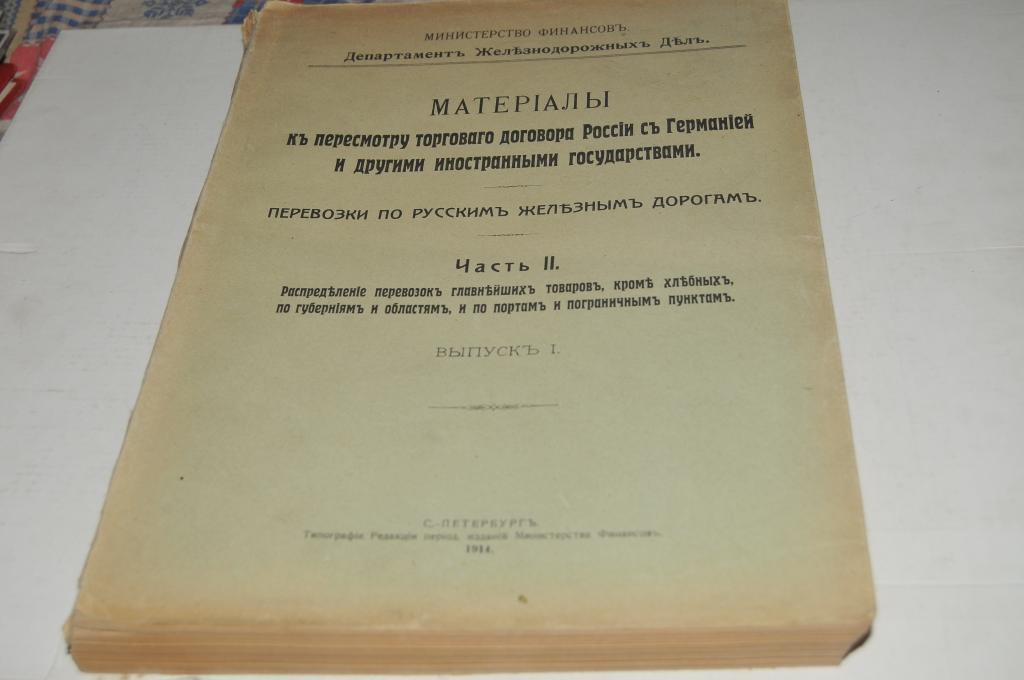 МИНИСТЕРСТВО ФИНАНСОВЪ.
Департаментъ Желѣзнодорожныхъ Дѣлъ.
МАТЕРІАЛЫ
къ пересмотру торговаго договора Россіи съ Германіей
и другими иностранными государствами.
ПЕРЕВОЗКИ ПО РУССКИМЪ ЖЕЛѢЗНЫМЪ ДОРОГАМЪ.
Часть II.
Распредѣленіе перевозокъ главнѣйшихъ товаровъ, кромѣ хлѣбныхъ,
по губерніямъ и областямъ, и по портамъ и пограничнымъ пунктамъ.
ВЫПУСКЪ I.
С.-ПЕТЕРБУРГЪ.
Типографія Редакціи період. изданій Министерства Финансовъ.
1914.